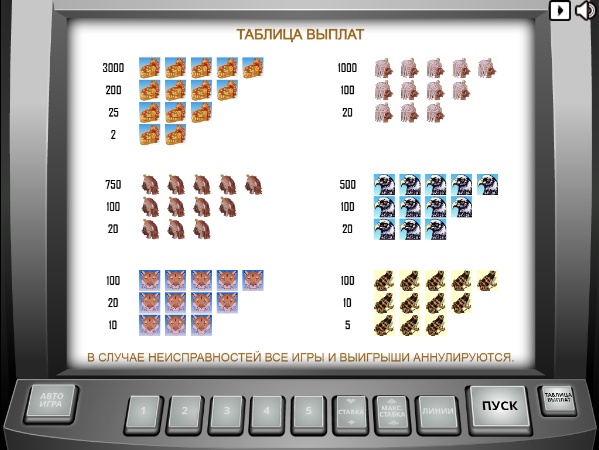 ТАБЛИЦА ВЫПЛАТ
3000
200
25
2
1000
100
20
750
100
20
500
100
20
100
20
10
100
10
5
В СЛУЧАЕ НЕИСПРАВНОСТЕЙ ВСЕ ИГРЫ И ВЫИГРЫШИ АННУЛИРУЮТСЯ.
АВТО
ИГРА
1
2
3
4
5
СТАВКА
МАКС.
СТАВКА
ЛИНИИ
ПУСК
ТАБЛИЦА
ВЫПЛАТ